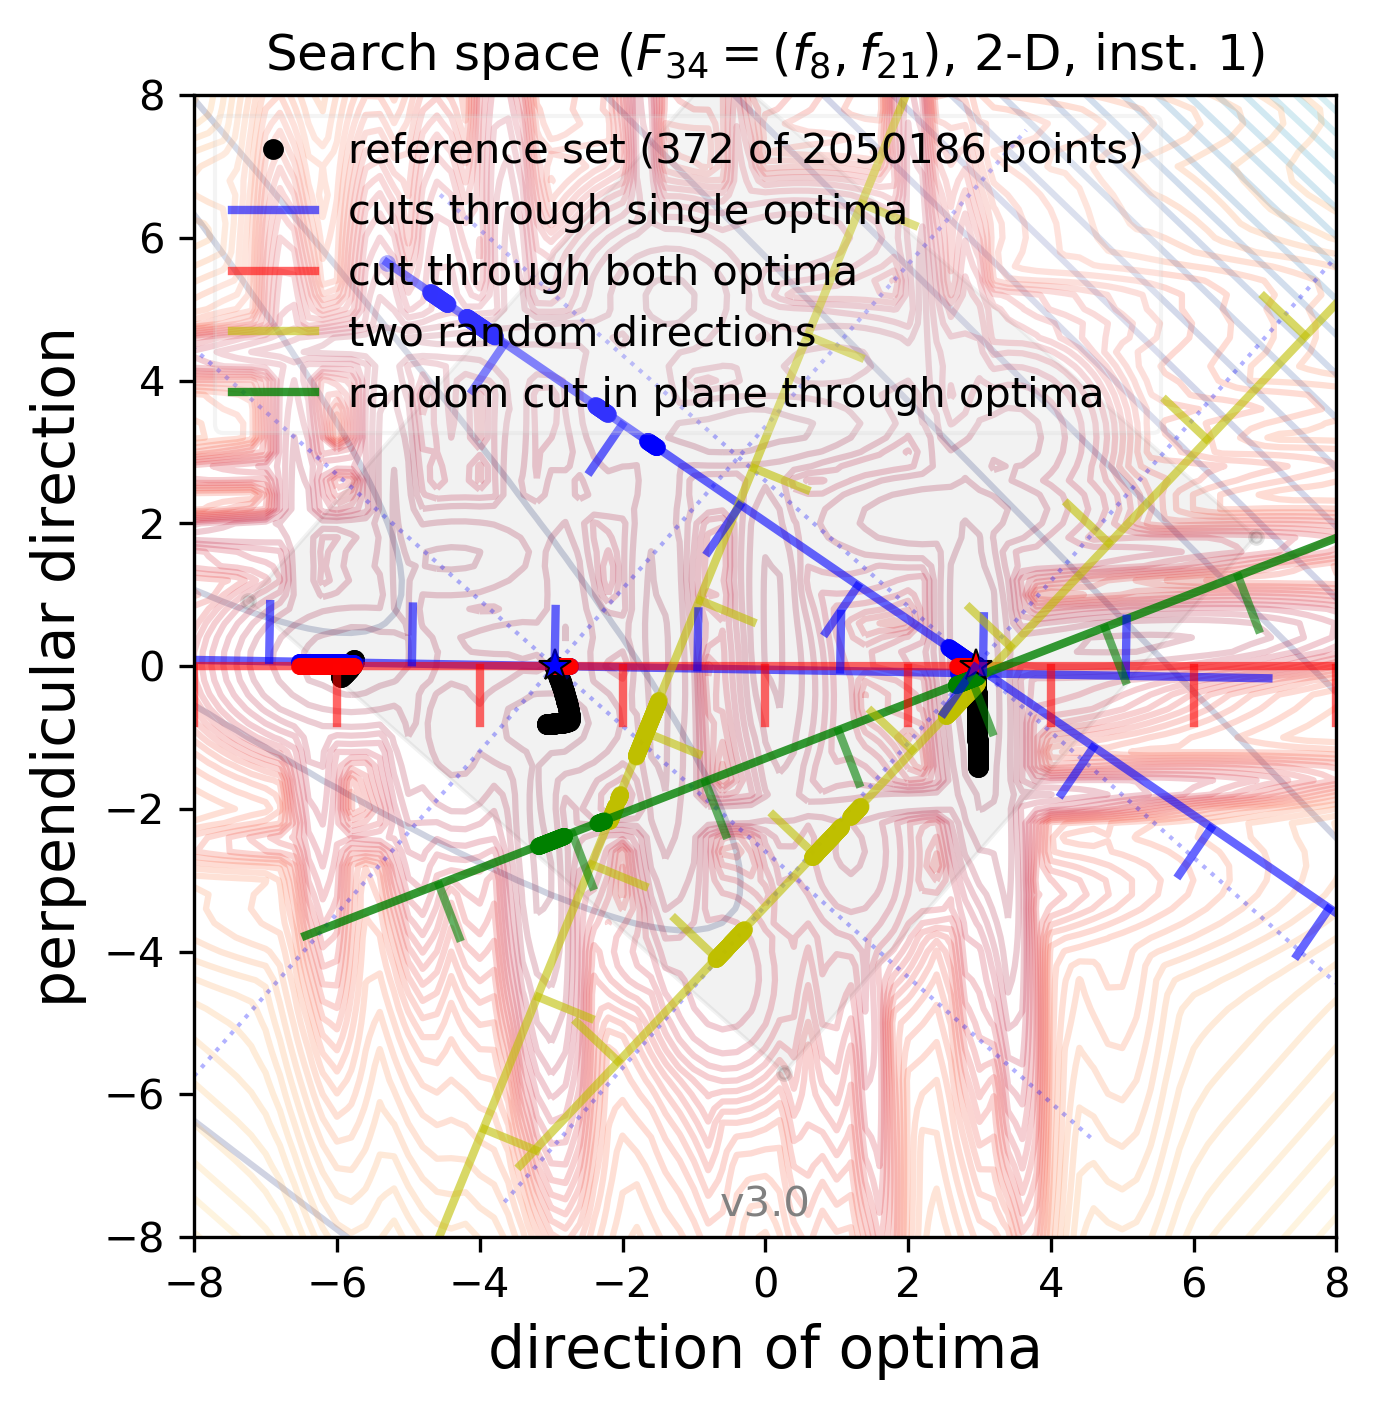 Search space (F34 = (f8, f21), 2-D, inst. 1)
reference set (372 of 2050186 points)
cuts through single optima
cut through both optima
two random directions
random cut in plane through optima
8
6
4
2
0
−2
−4
−6
−8
perpendicular direction
v3.0
−8 −6 −4 −2 0 2 4 6 8
direction of optima